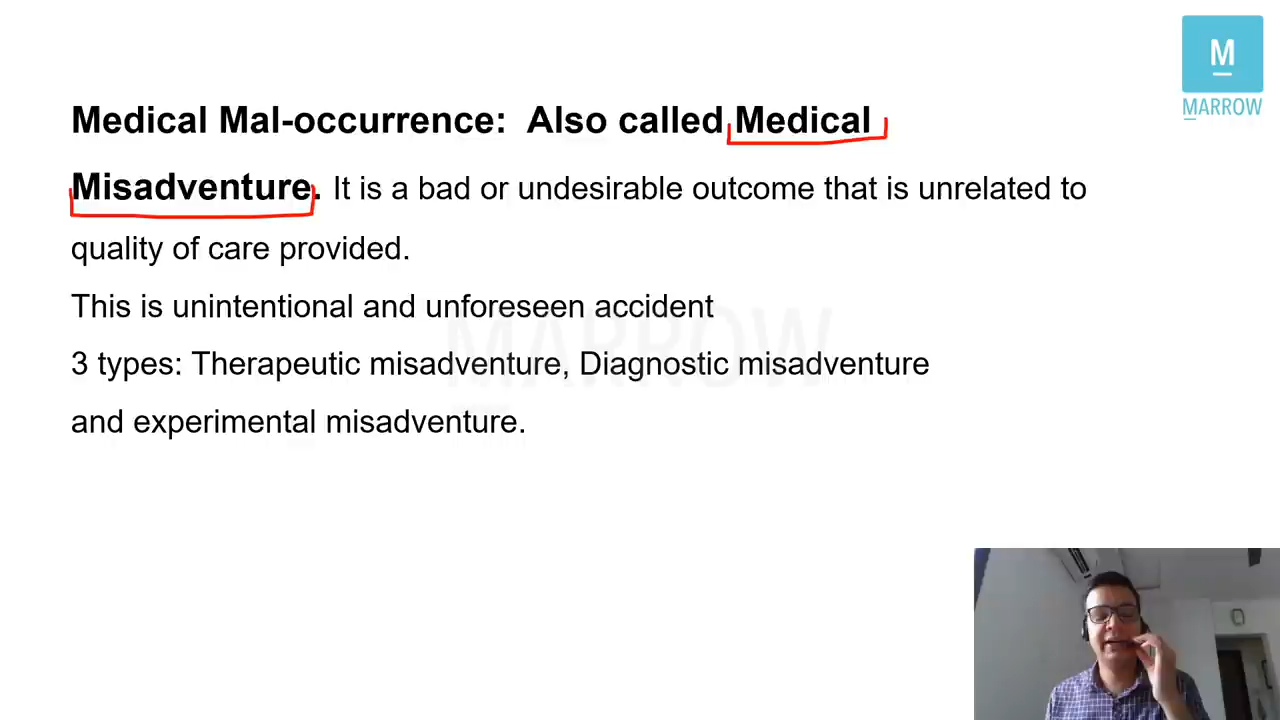 M
MARROW
Medical Mal-occurrence: Also called Medical
Misadventure. It is a bad or undesirable outcome that is unrelated to
quality of care provided.
This is unintentional and unforeseen accident
3 types: Therapeutic misadventure, Diagnostic misadventure
and experimental misadventure.
MARROW